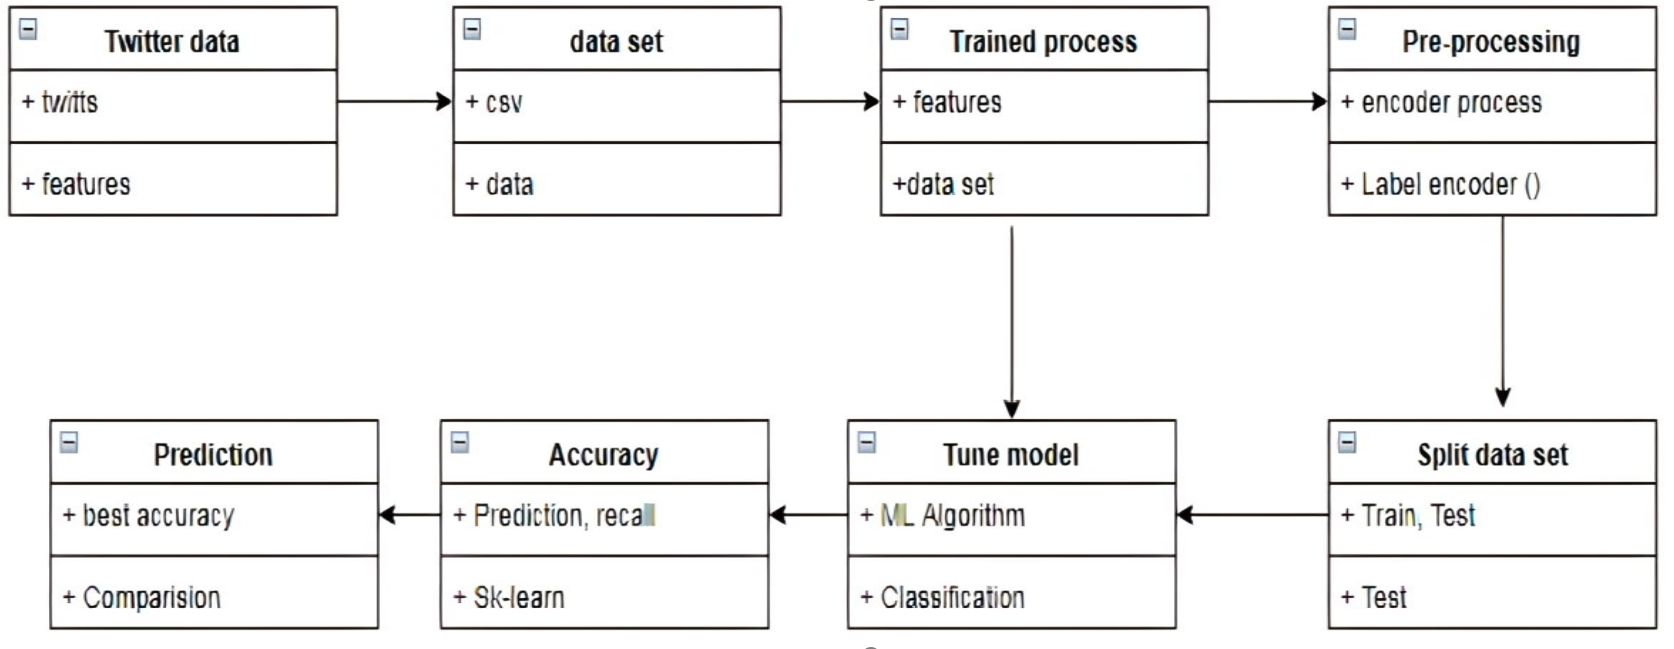 Twitter data
+ twitts
+ features
data set
+ csv
+ data
Trained process
+ features
+data set
Pre-processing
+ encoder process
+ Label encoder ()
Prediction
+ best accuracy
+ Comparision
Accuracy
+ Prediction, recall
+ Sk-learn
Tune model
+ ML Algorithm
+ Classification
Split data set
+ Train, Test
+ Test